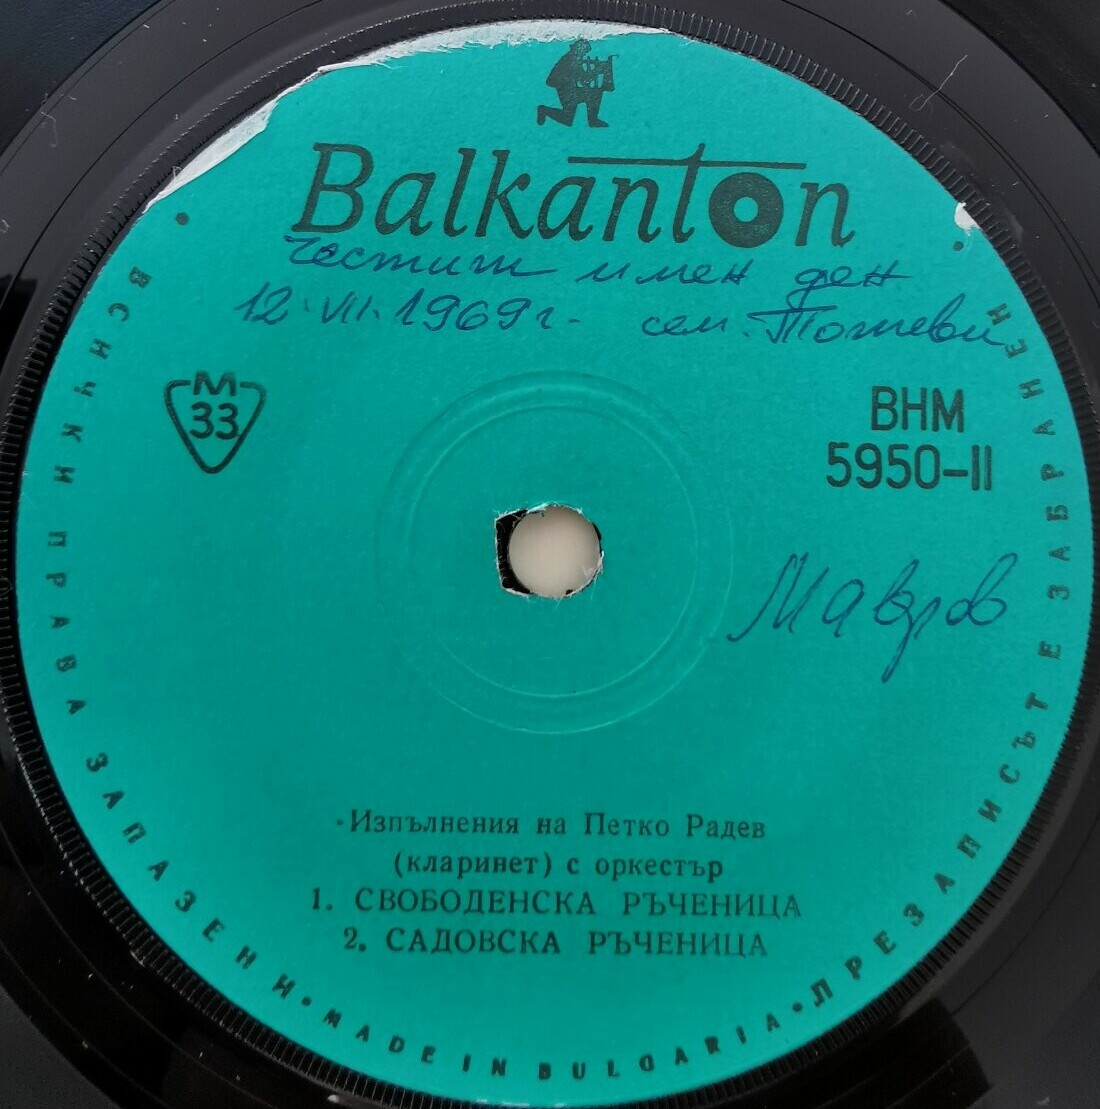 Balkanton
честит имен ден
12.VII.1969г. сем. Тотеви
M
33
ВНМ
5950-II
Мавров
Изпълнения на Петко Радев
(кларинет) с оркестър
1. СВОБОДЕНСКА РЪЧЕНИЦА
2. САДОВСКА РЪЧЕНИЦА
• ВСИЧКИ ПРАВА ЗАПАЗЕНИ • MADE IN BULGARIA • ПРЕЗАПИСЪТ Е ЗАБРАНЕН •